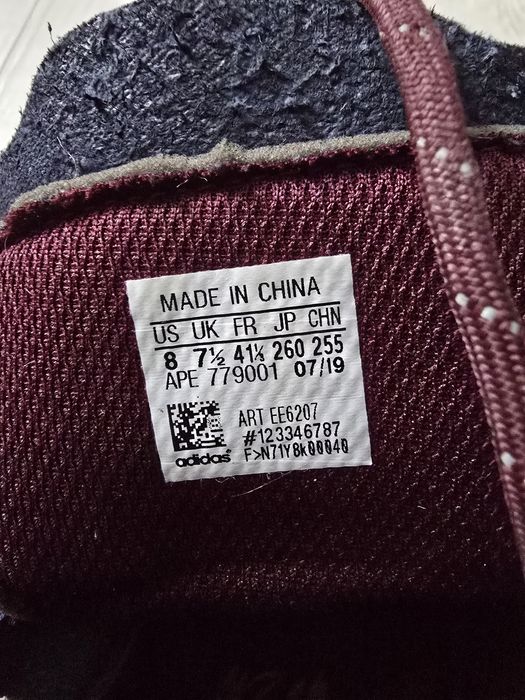 MADE IN CHINA
US UK FR JP CHN
8 7½ 41⅓ 260 255
APE 779001 07/19
ART EE6207
#123346787
adidas F>N71YBk00040